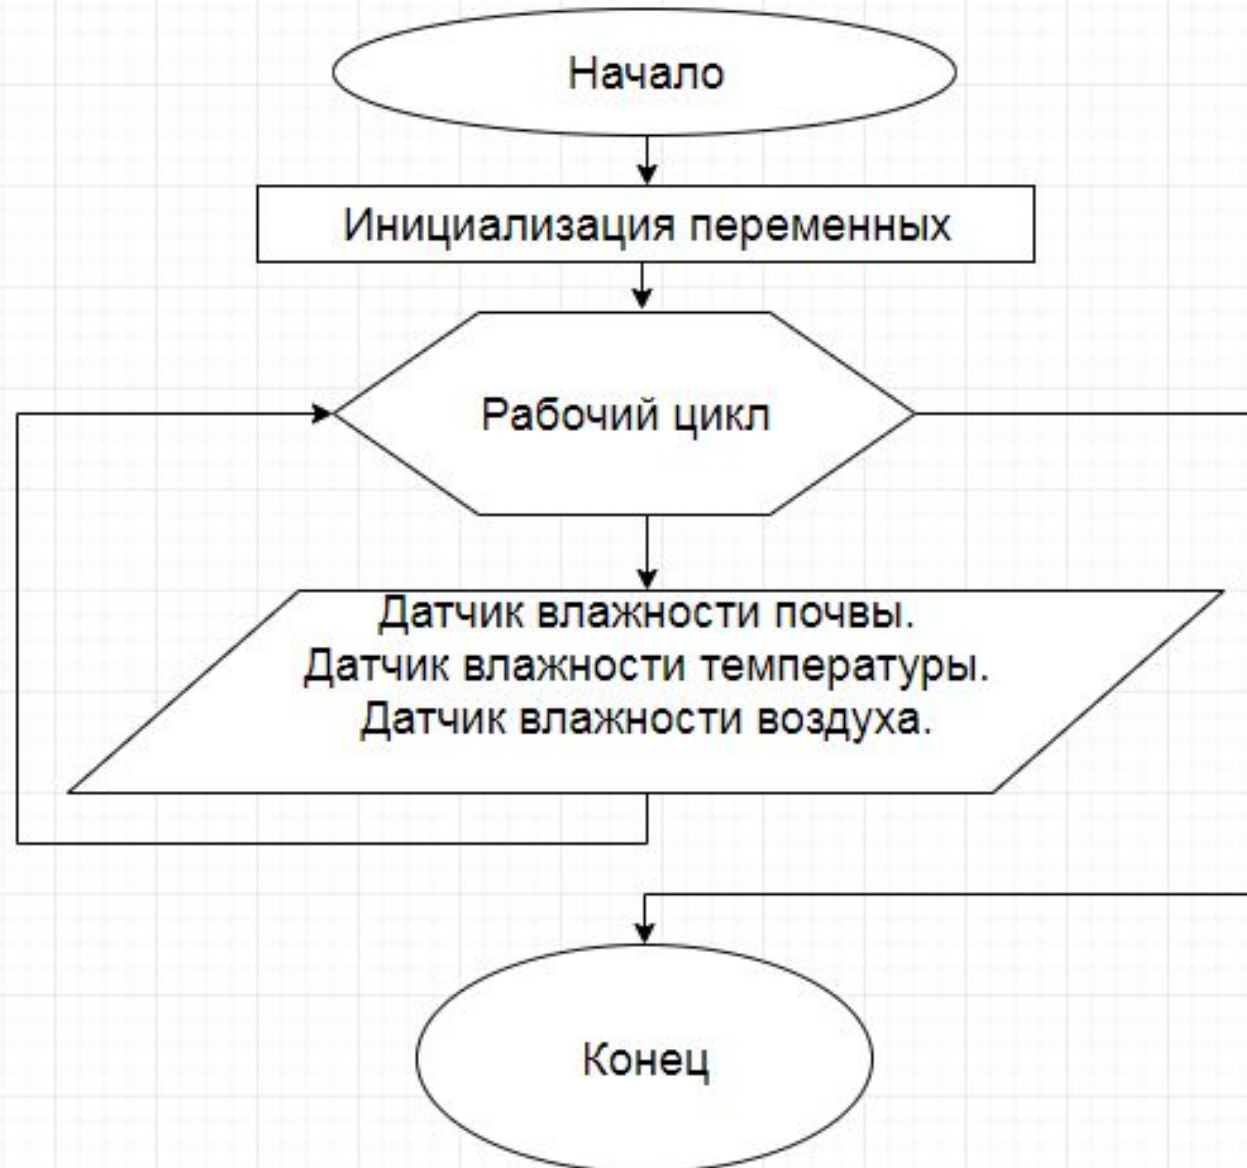 Начало
Инициализация переменных
Рабочий цикл
Датчик влажности почвы.
Датчик влажности температуры.
Датчик влажности воздуха.
Конец